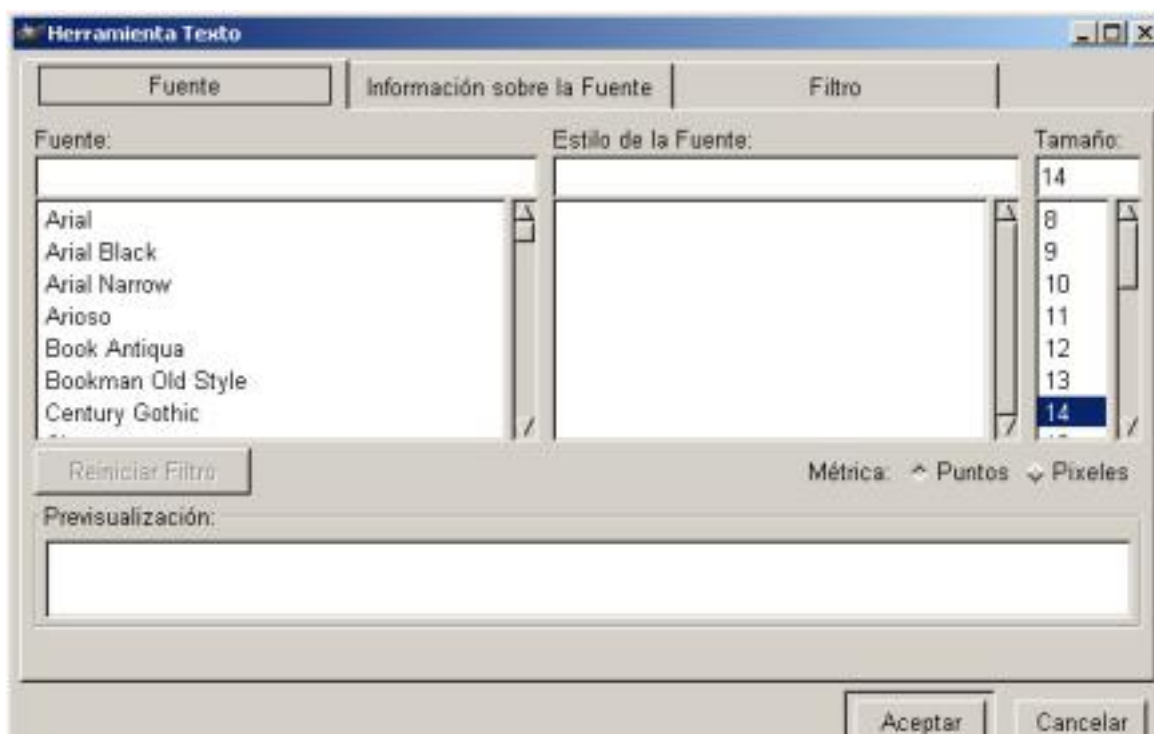 Herramienta Texto
Fuente Información sobre la Fuente Filtro
Fuente: Estilo de la Fuente: Tamaño:
14
Arial 8
Arial Black 9
Arial Narrow 10
Arioso 11
Book Antiqua 12
Bookman Old Style 13
Century Gothic 14
Reiniciar Filtro Métrica: Puntos Pixeles
Previsualización:
Aceptar Cancelar